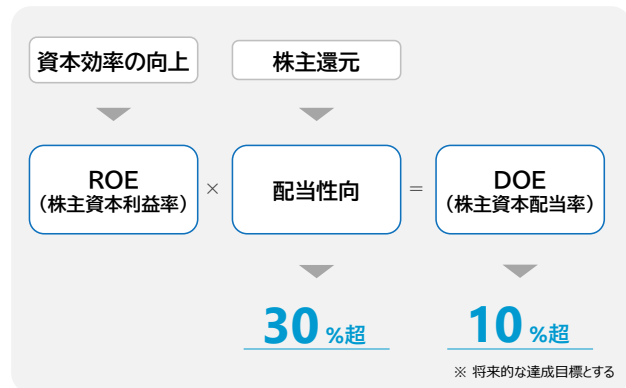 資本効率の向上
株主還元
ROE
(株主資本利益率)
×
配当性向
=
DOE
(株主資本配当率)
30 %超
10 %超
※ 将来的な達成目標とする